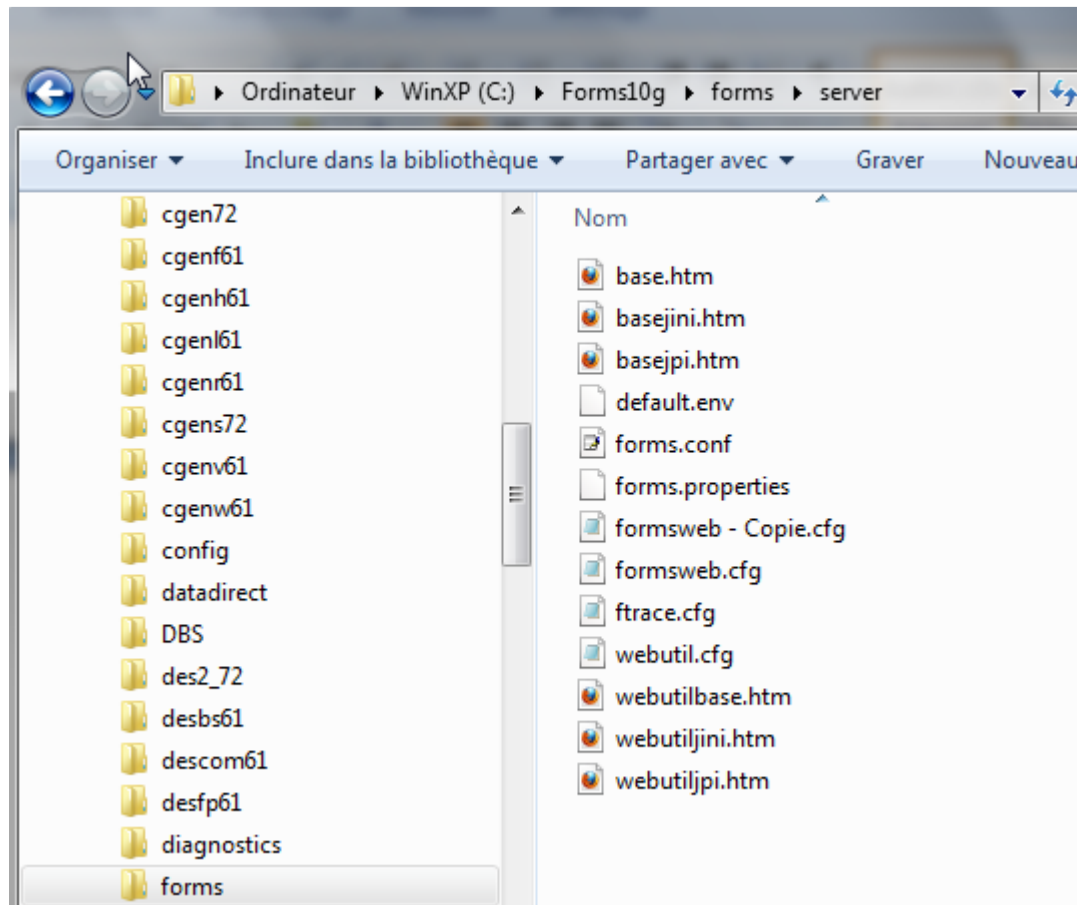 Ordinateur WinXP (C:) Forms10g forms server
Organiser Inclure dans la bibliothèque Partager avec Graver Nouveau
cgen72
cgenf61
cgenh61
cgenl61
cgenr61
cgens72
cgenv61
cgenw61
config
datadirect
DBS
des2_72
desbs61
descom61
desfp61
diagnostics
forms
Nom
base.htm
basejini.htm
basejpi.htm
default.env
forms.conf
forms.properties
formsweb - Copie.cfg
formsweb.cfg
ftrace.cfg
webutil.cfg
webutilbase.htm
webutiljini.htm
webutiljpi.htm